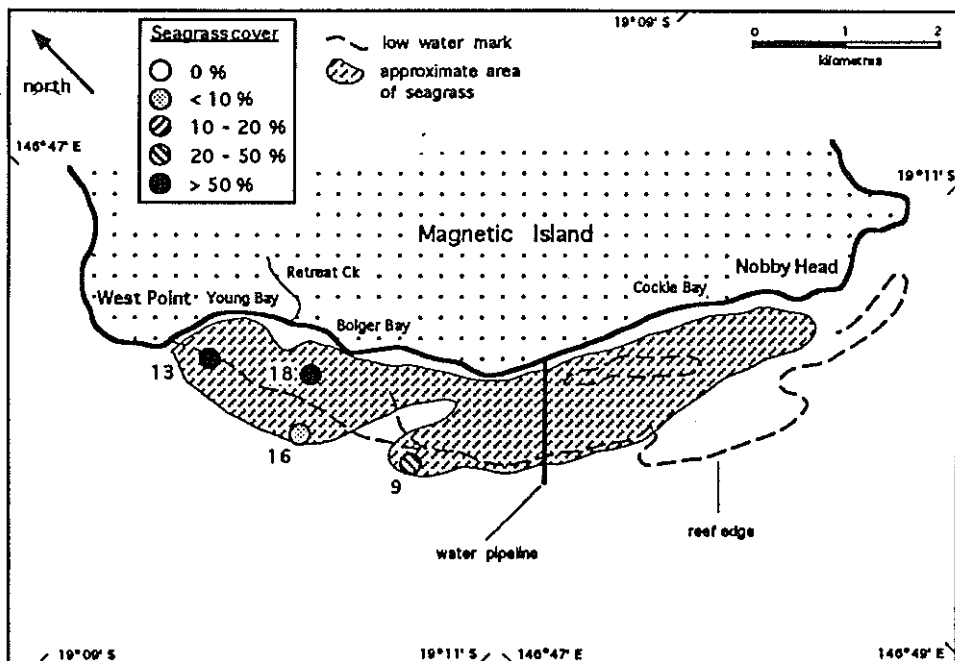 19°09' S
0 1 2
kilometres
north
Seagrass cover
0 %
< 10 %
10 - 20 %
20 - 50 %
> 50 %
low water mark
approximate area
of seagrass
146°47' E
19°11' S
Magnetic Island
Nobby Head
Retreat Ck
Cockle Bay
West Point
Young Bay
Bolger Bay
13
18
16
9
reef edge
water pipeline
19°09' S
19°11' S
146°47' E
146°49' E